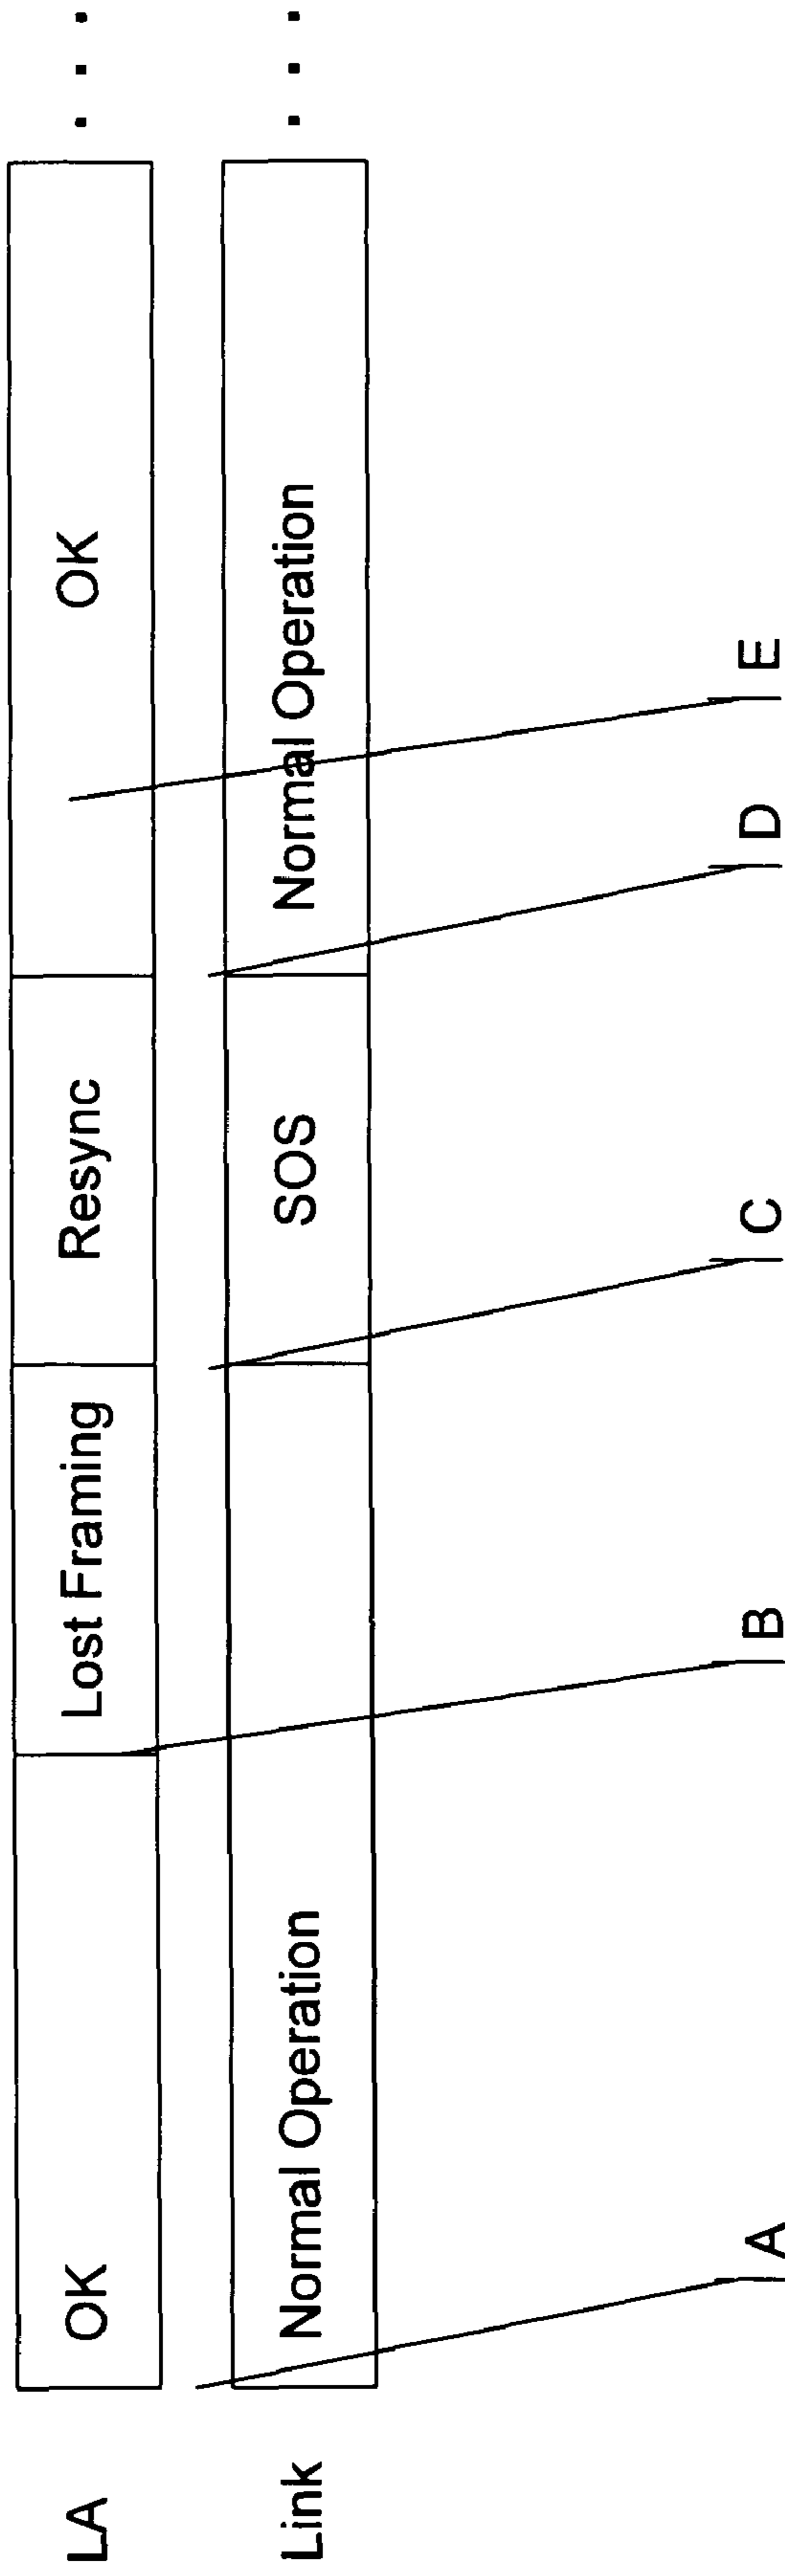 LA OK Lost Framing Resync OK . . .
Link Normal Operation SOS Normal Operation . . .
A B C D E